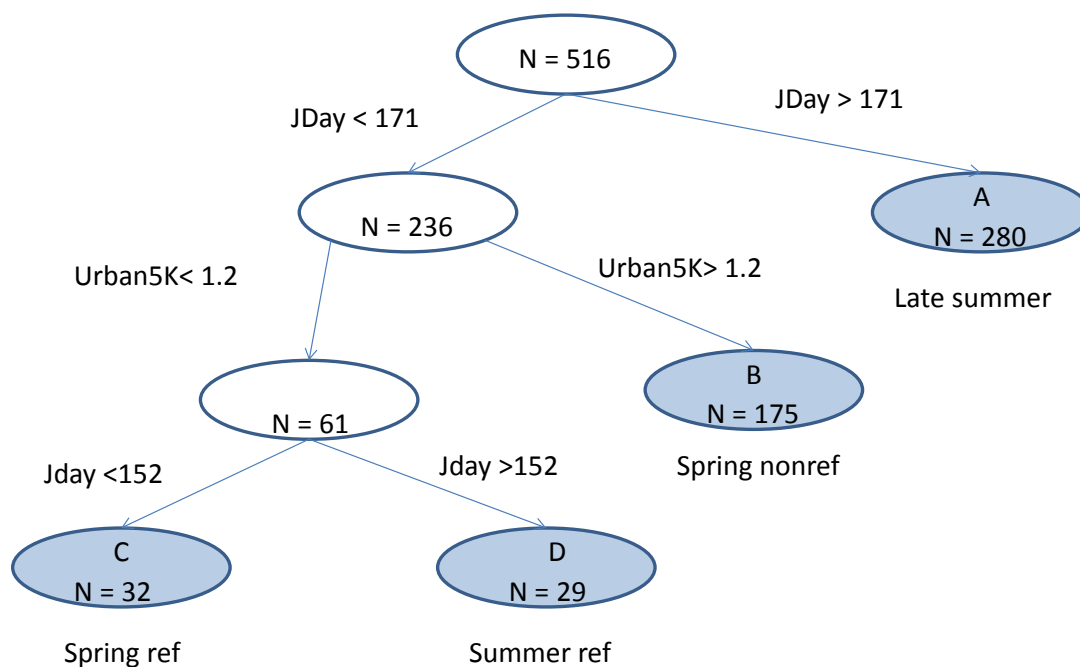 N = 516
JDay < 171
JDay > 171
N = 236
A
N = 280
Urban5K< 1.2
Urban5K> 1.2
Late summer
N = 61
B
N = 175
Jday <152
Jday >152
Spring nonref
C
N = 32
D
N = 29
Spring ref
Summer ref